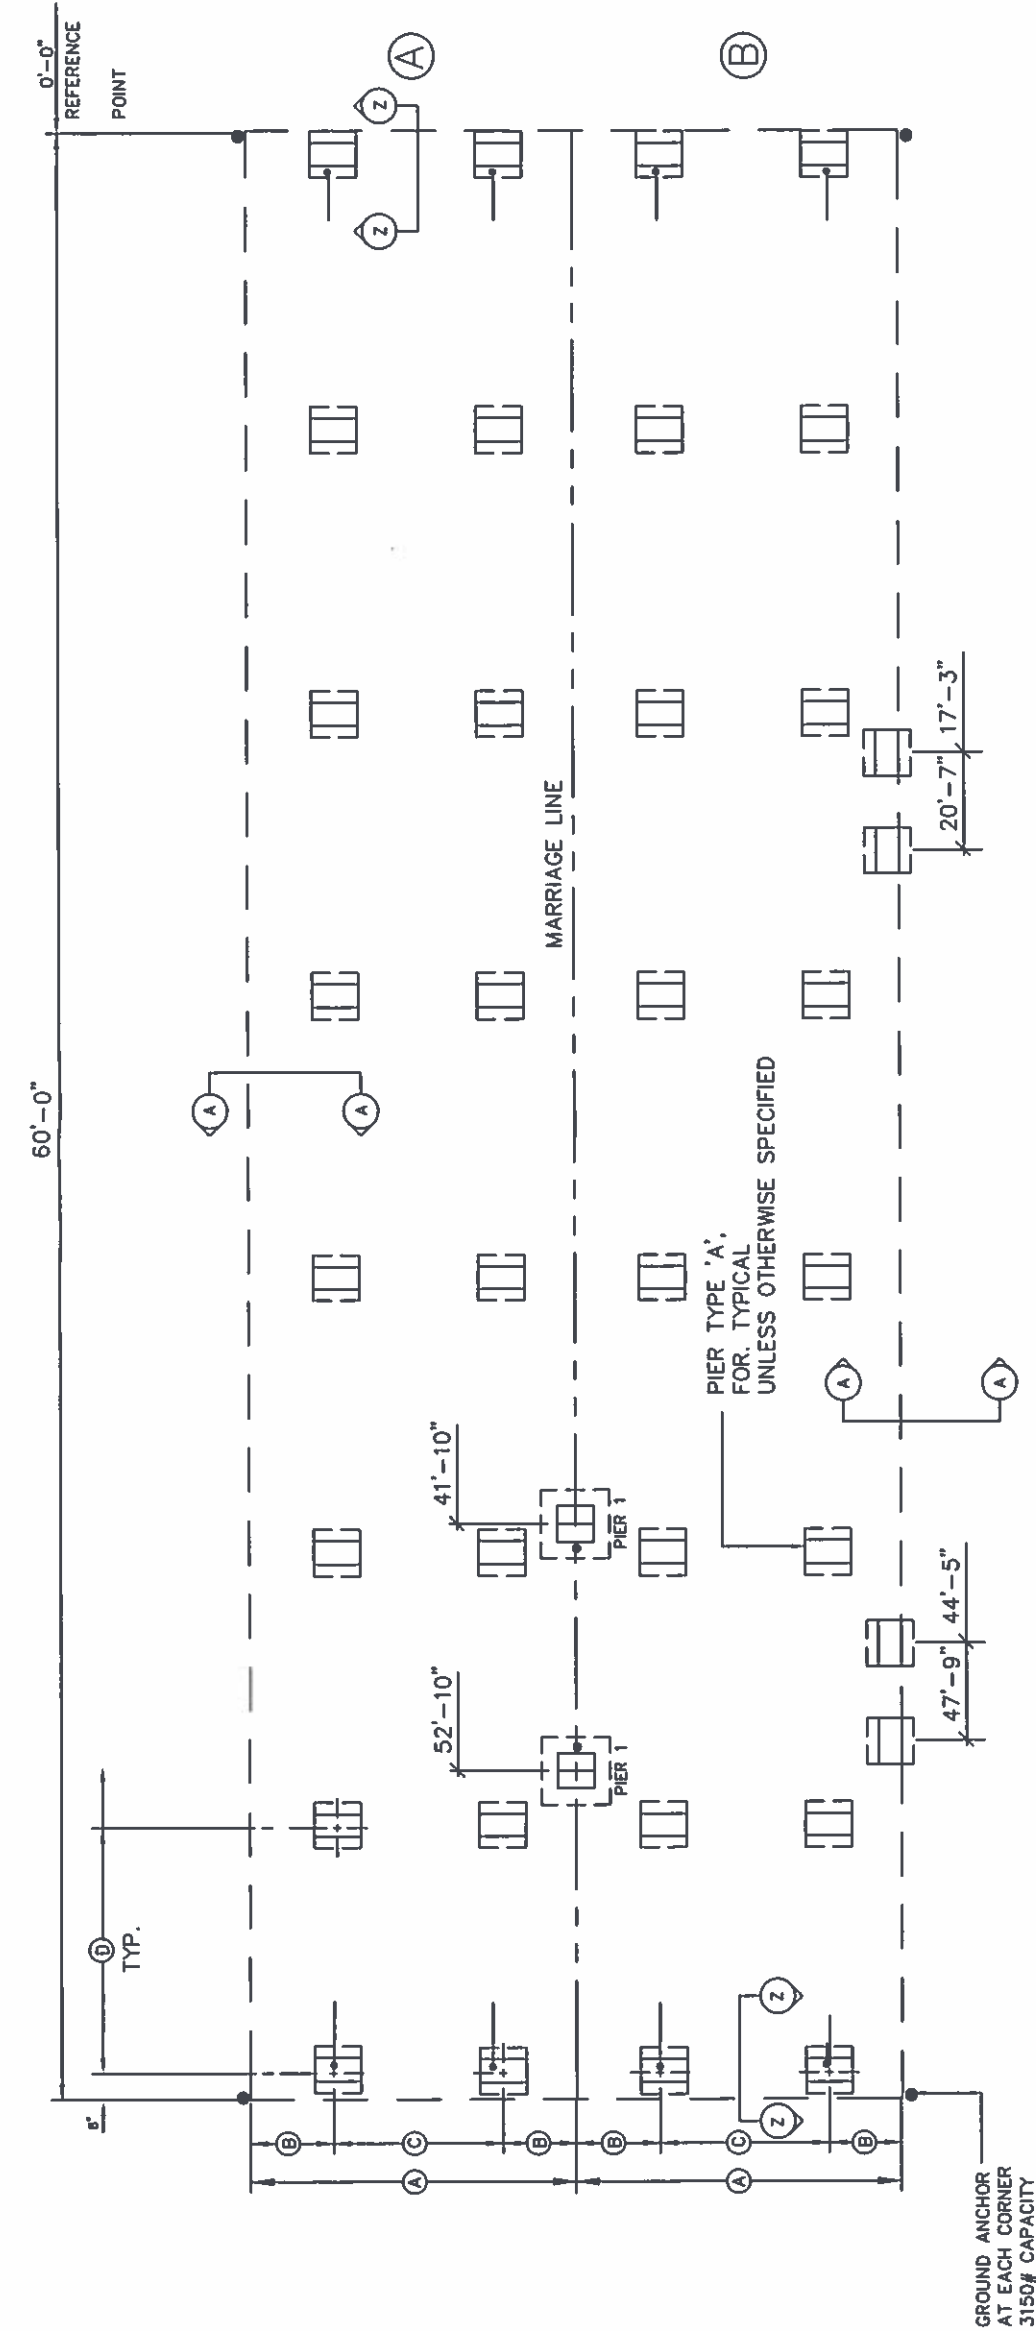 60'-0"
0'-0"
REFERENCE
POINT
D
TYP.
8"
A
A
Z
Z
A
B
C
B
A
52'-10"
PIER 1
41'-10"
PIER 1
MARRIAGE LINE
B
C
B
A
Z
Z
PIER TYPE 'A',
FOR. TYPICAL
UNLESS OTHERWISE SPECIFIED
A
A
B
47'-9"
44'-5"
20'-7"
17'-3"
GROUND ANCHOR
AT EACH CORNER
3150# CAPACITY